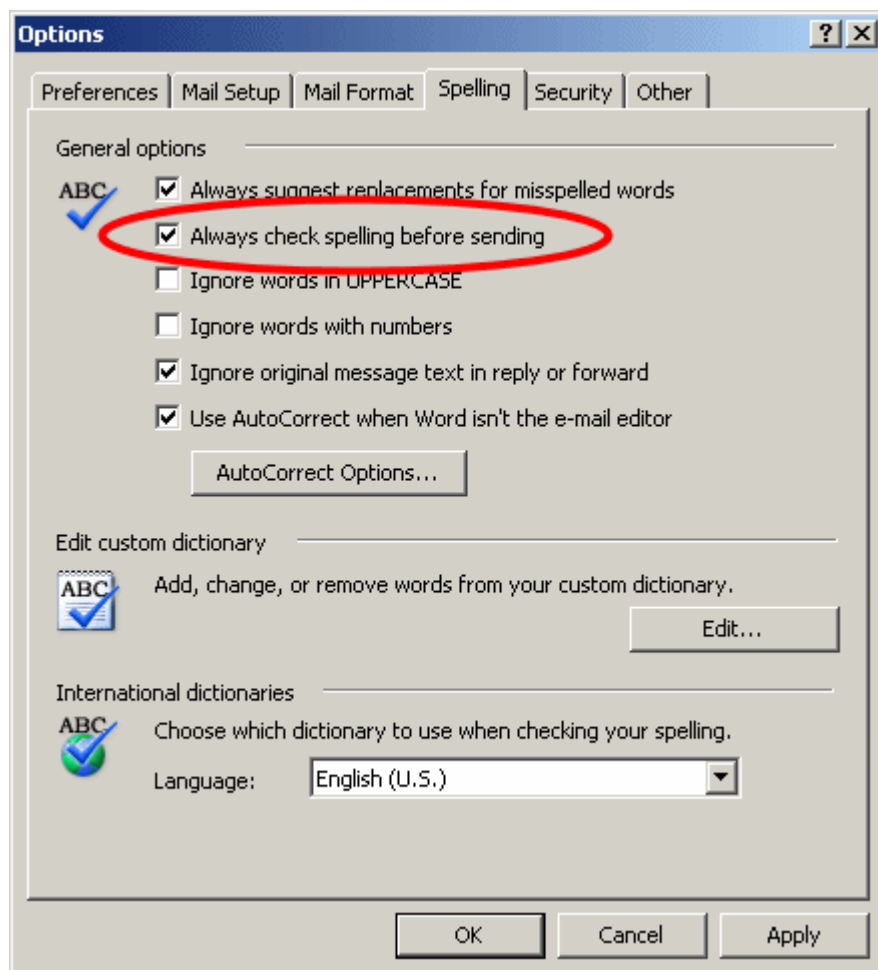 Options
Preferences Mail Setup Mail Format Spelling Security Other
General options
ABC
Always suggest replacements for misspelled words
Always check spelling before sending
Ignore words in UPPERCASE
Ignore words with numbers
Ignore original message text in reply or forward
Use AutoCorrect when Word isn't the e-mail editor
AutoCorrect Options...
Edit custom dictionary
ABC
Add, change, or remove words from your custom dictionary.
Edit...
International dictionaries
ABC
Choose which dictionary to use when checking your spelling.
Language: English (U.S.)
OK Cancel Apply